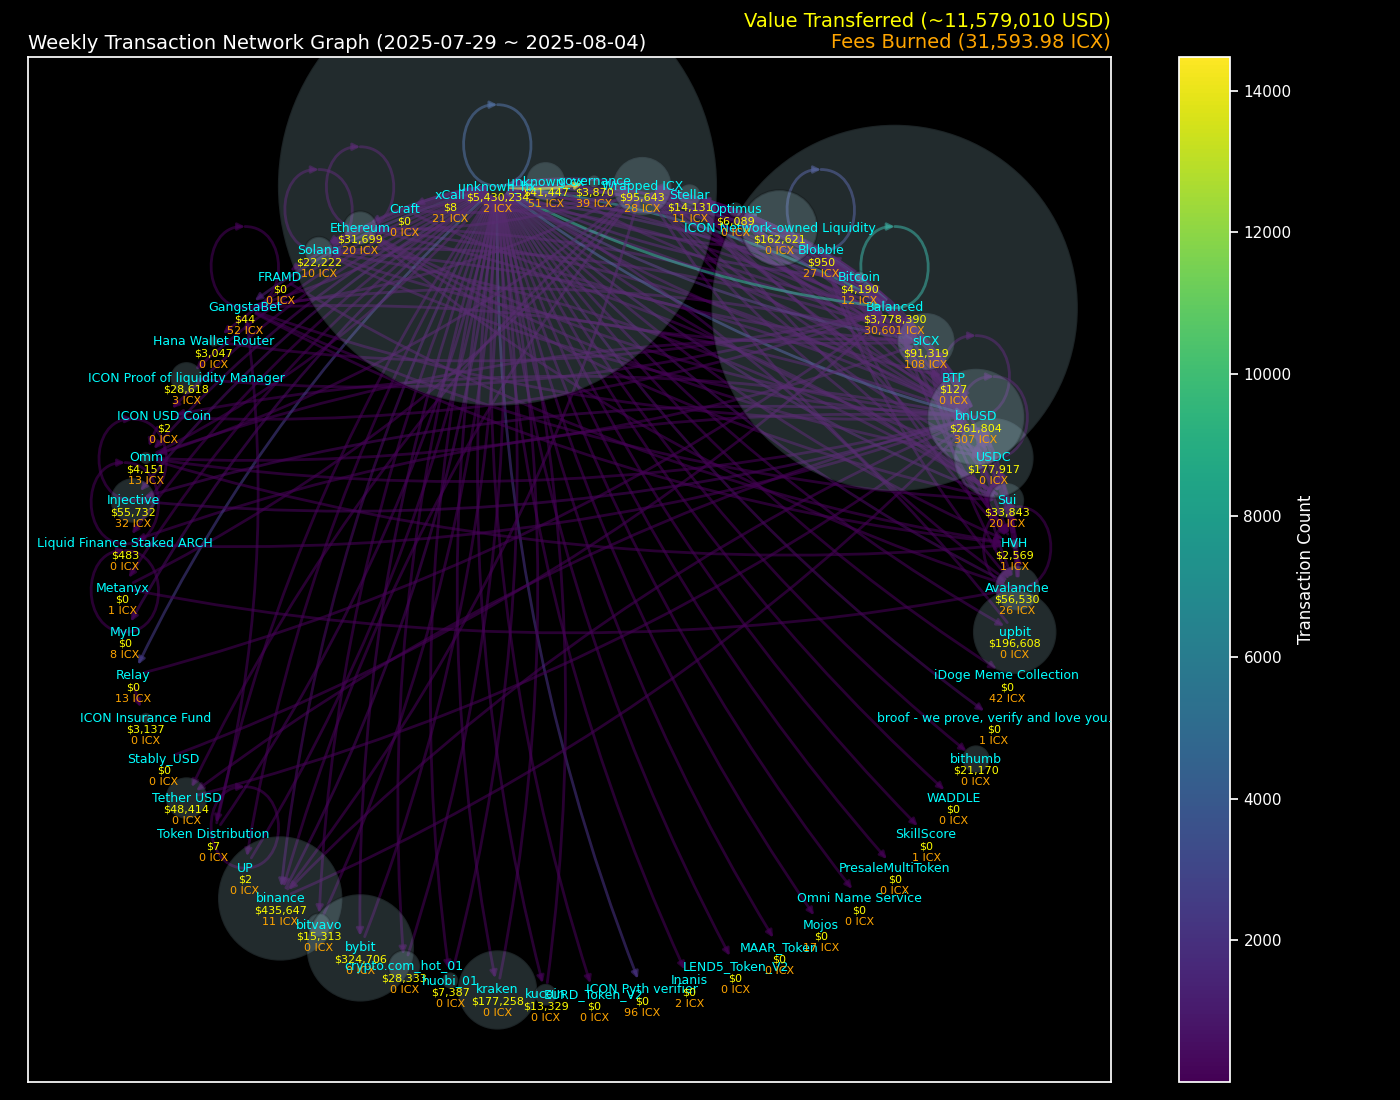 Value Transferred (~11,579,010 USD)
Weekly Transaction Network Graph (2025-07-29 ~ 2025-08-04)
Fees Burned (31,593.98 ICX)
$5,430,234
2 ICX
$41,447
51 ICX
governance
$3,870
39 ICX
Wrapped ICX
$95,643
28 ICX
Stellar
$14,131
11 ICX
Optimus
$6,089
0 ICX
ICON Network-owned Liquidity
$162,621
0 ICX
Blobble
$950
27 ICX
Bitcoin
$4,190
12 ICX
Balanced
$3,778,390
30,601 ICX
sICX
$91,319
108 ICX
BTP
$127
0 ICX
bnUSD
$261,804
307 ICX
USDC
$177,917
0 ICX
Sui
$33,843
20 ICX
HVH
$2,569
1 ICX
Avalanche
$56,530
26 ICX
upbit
$196,608
0 ICX
iDoge Meme Collection
$0
42 ICX
broof - we prove, verify and love you.
$0
1 ICX
bithumb
$21,170
0 ICX
WADDLE
$0
0 ICX
SkillScore
$0
1 ICX
PresaleMultiToken
$0
0 ICX
Omni Name Service
$0
0 ICX
Mojos
$0
17 ICX
MAAR_Token
$0
0 ICX
LEND5_Token_V2
$0
0 ICX
Inanis
$0
2 ICX
ICON Pyth verifier
$0
96 ICX
EURD_Token_V2
$0
0 ICX
kucoin
$13,329
0 ICX
kraken
$177,258
0 ICX
huobi_01
$7,387
0 ICX
crypto.com_hot_01
$28,333
0 ICX
bybit
$324,706
0 ICX
bitvavo
$15,313
0 ICX
binance
$435,647
11 ICX
UP
$2
0 ICX
Token Distribution
$7
0 ICX
Tether USD
$48,414
0 ICX
Stably_USD
$0
0 ICX
ICON Insurance Fund
$3,137
0 ICX
Relay
$0
13 ICX
MyID
$0
8 ICX
Metanyx
$0
1 ICX
Liquid Finance Staked ARCH
$483
0 ICX
Injective
$55,732
32 ICX
Omm
$4,151
13 ICX
ICON USD Coin
$2
0 ICX
ICON Proof of liquidity Manager
$28,618
3 ICX
Hana Wallet Router
$3,047
0 ICX
GangstaBet
$44
52 ICX
FRAMD
$0
0 ICX
Solana
$22,222
10 ICX
Ethereum
$31,699
20 ICX
Craft
$0
0 ICX
xCall
$8
21 ICX
14000
12000
10000
8000
6000
4000
2000
Transaction Count